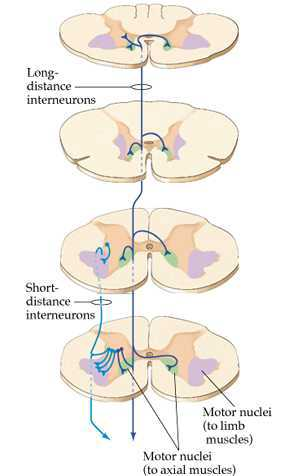 Long-
distance
interneurons
Short-
distance
interneurons
Motor nuclei
(to limb
muscles)
Motor nuclei
(to axial muscles)